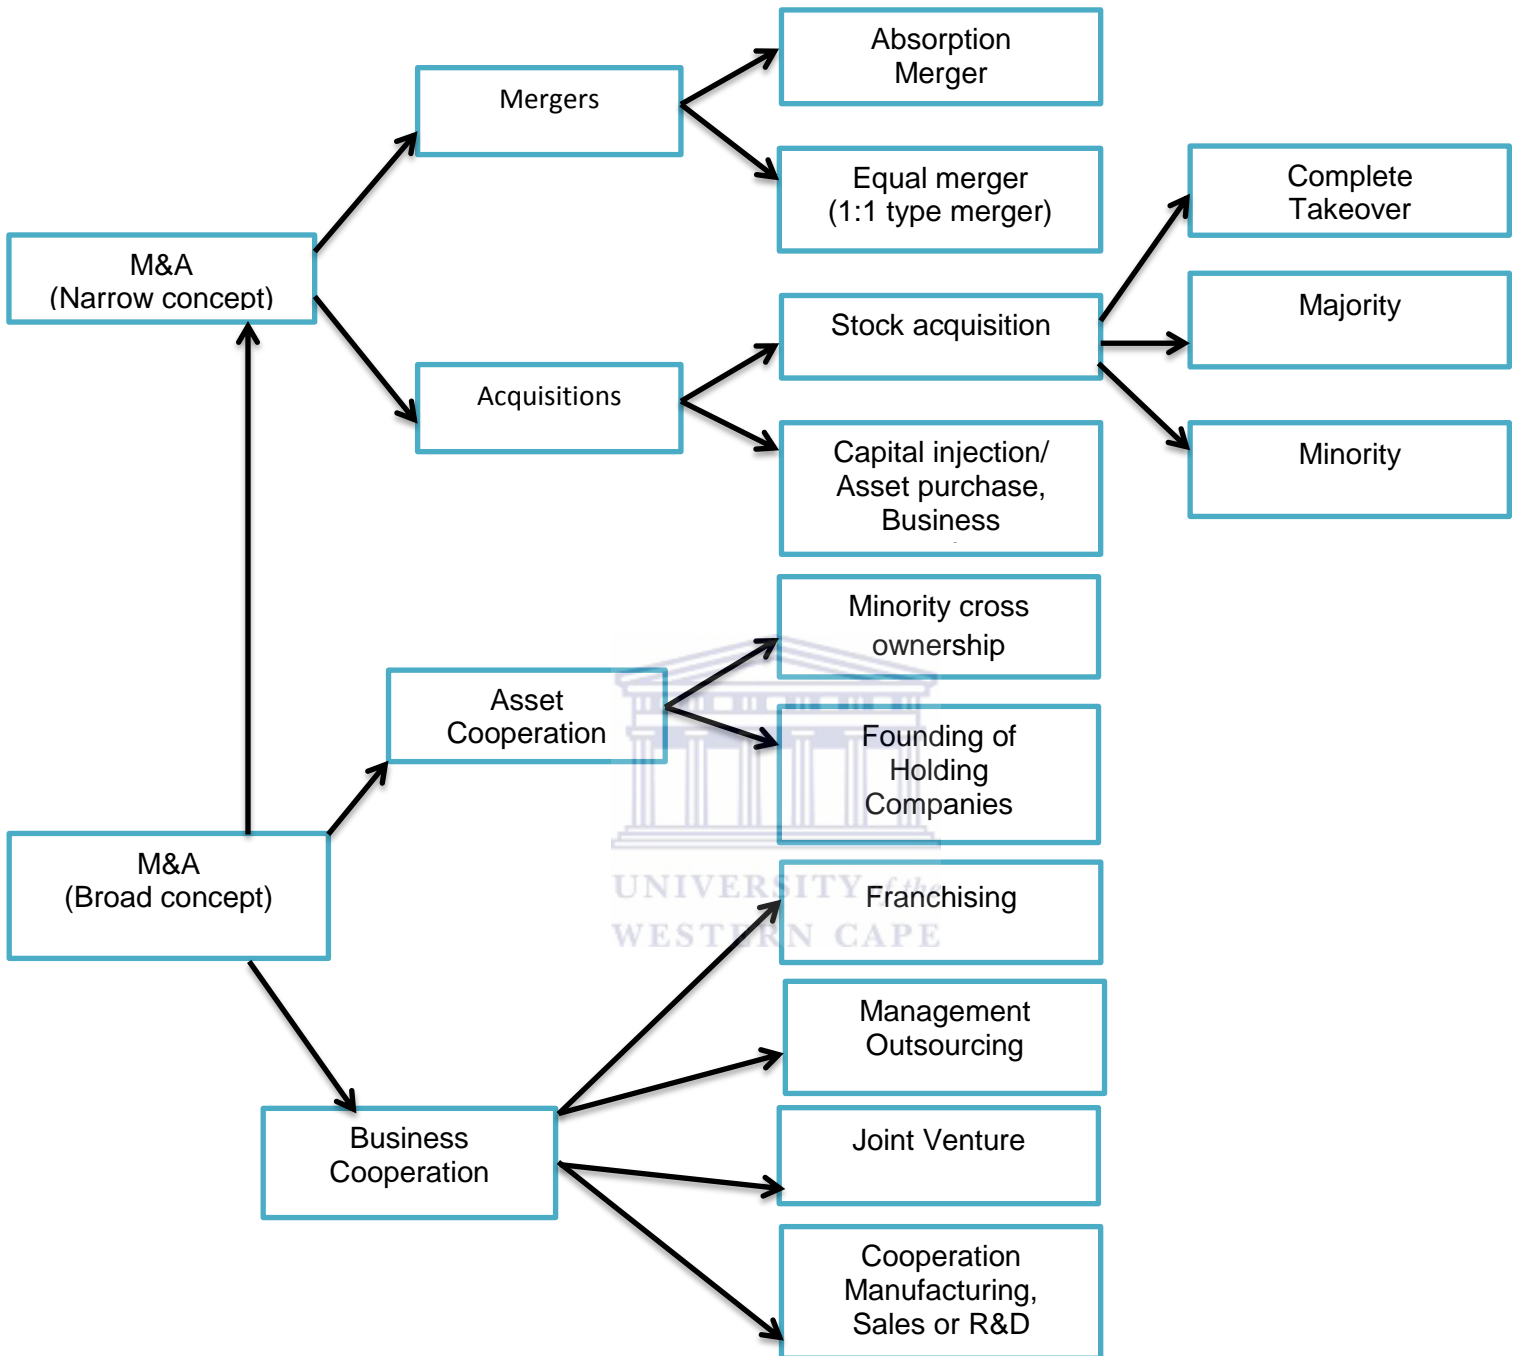 Absorption
Merger
Mergers
Equal merger
(1:1 type merger)
Complete
Takeover
M&A
(Narrow concept)
Stock acquisition
Majority
Acquisitions
Capital injection/
Asset purchase,
Business
Minority
Minority cross
ownership
Asset
Cooperation
Founding of
Holding
Companies
M&A
(Broad concept)
UNIVERSITY of the
WESTERN CAPE
Franchising
Management
Outsourcing
Business
Cooperation
Joint Venture
Cooperation
Manufacturing,
Sales or R&D